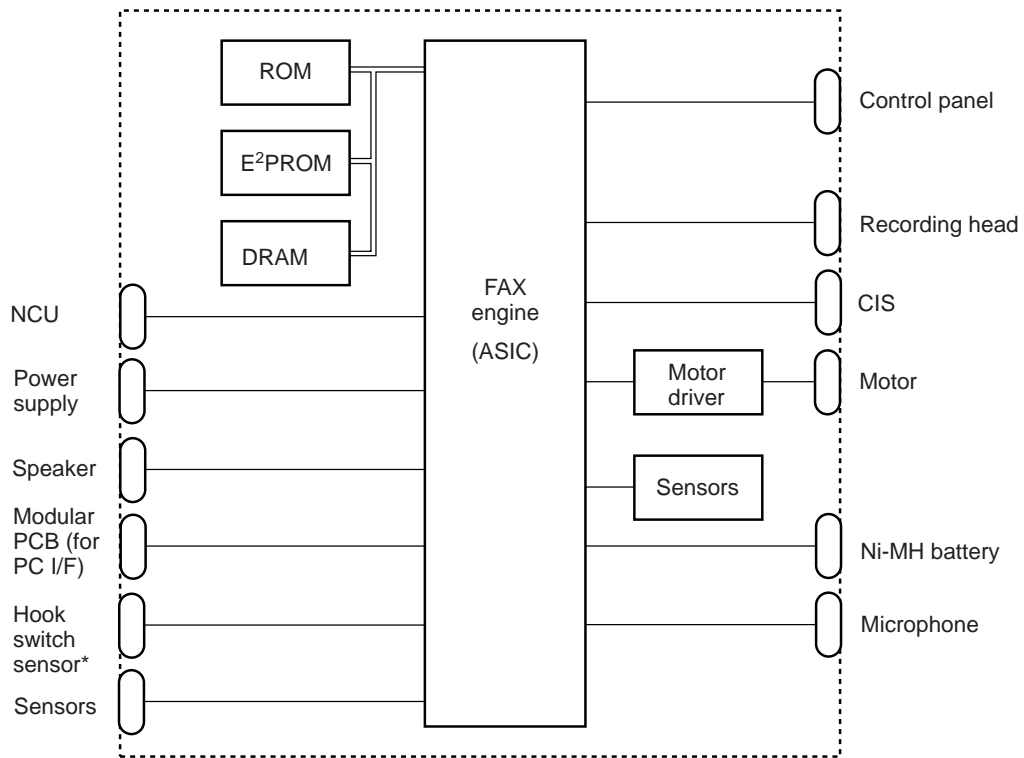 ROM
E²PROM
DRAM
FAX
engine
(ASIC)
Motor
driver
Sensors
NCU
Power
supply
Speaker
Modular
PCB (for
PC I/F)
Hook
switch
sensor*
Sensors
Control panel
Recording head
CIS
Motor
Ni-MH battery
Microphone